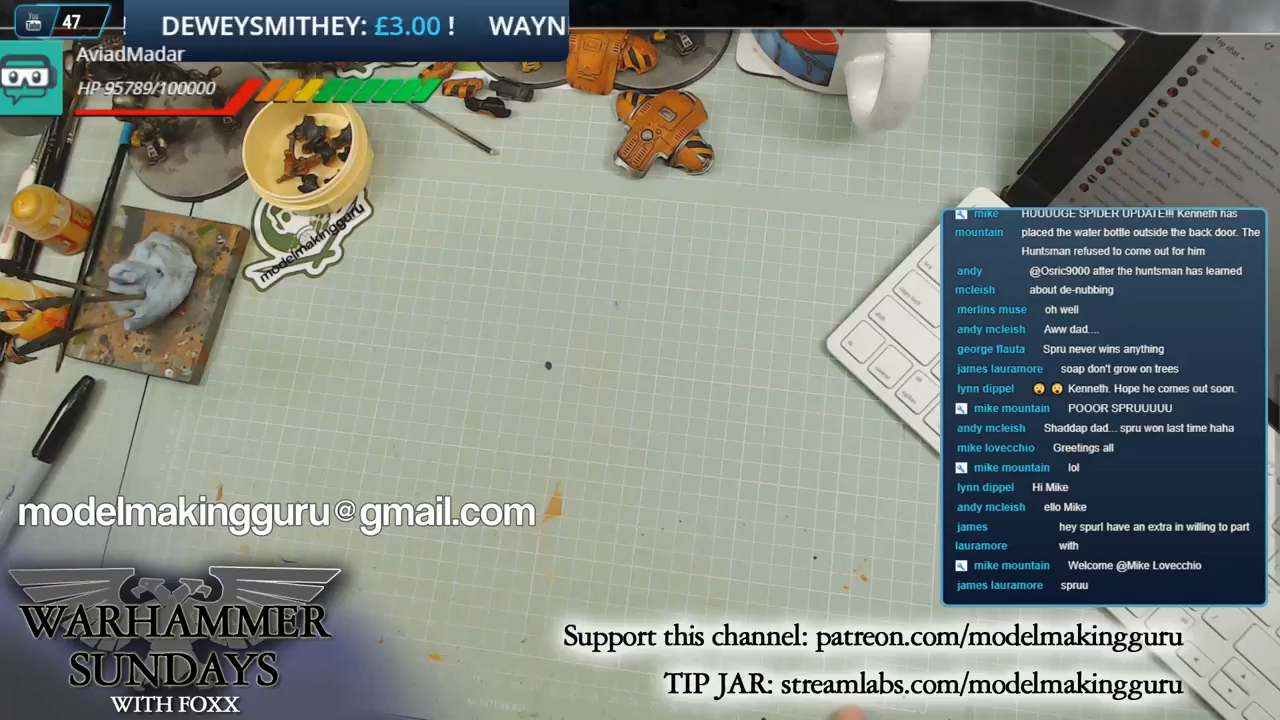 47
!
DEWEYSMITHEY: £3.00 !
WAYN
AviadMadar
HP 95789/100000
modelmakingguru
mike mountain HUUUUGE SPIDER UPDATE!!! Kenneth has
placed the water bottle outside the back door. The
Huntsman refused to come out for him
andy mcleish @Osric9000 after the huntsman has learned
about de-nubbing
merlins muse oh well
andy mcleish Aww dad....
george flauta Spru never wins anything
james lauramore soap don't grow on trees
lynn dippel Kenneth. Hope he comes out soon.
mike mountain POOOR SPRUUUUU
andy mcleish Shaddap dad... spru won last time haha
mike lovecchio Greetings all
mike mountain lol
lynn dippel Hi Mike
andy mcleish ello Mike
james lauramore hey spurl have an extra in willing to part
with
mike mountain Welcome @Mike Lovecchio
james lauramore spruu
modelmakingguru@gmail.com
WARHAMMER
SUNDAYS
WITH FOXX
Support this channel: patreon.com/modelmakingguru
TIP JAR: streamlabs.com/modelmakingguru